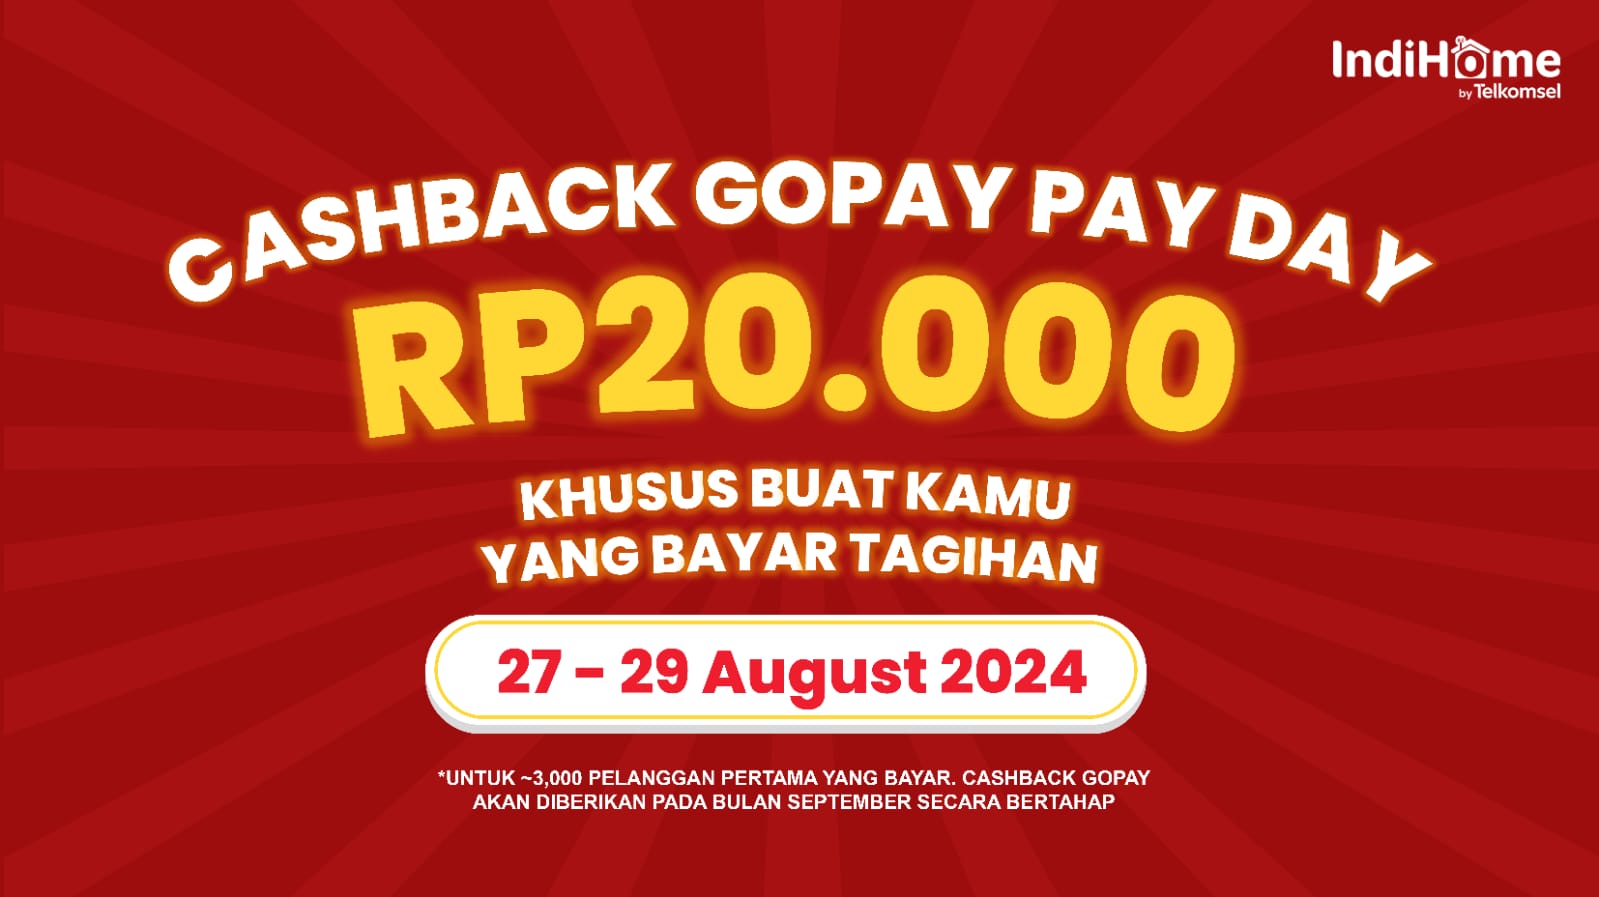 IndiHome
by Telkomsel
CASHBACK GOPAY PAY DAY
RP20.000
KHUSUS BUAT KAMU
YANG BAYAR TAGIHAN
27 – 29 August 2024
*UNTUK ~3,000 PELANGGAN PERTAMA YANG BAYAR. CASHBACK GOPAY
AKAN DIBERIKAN PADA BULAN SEPTEMBER SECARA BERTAHAP